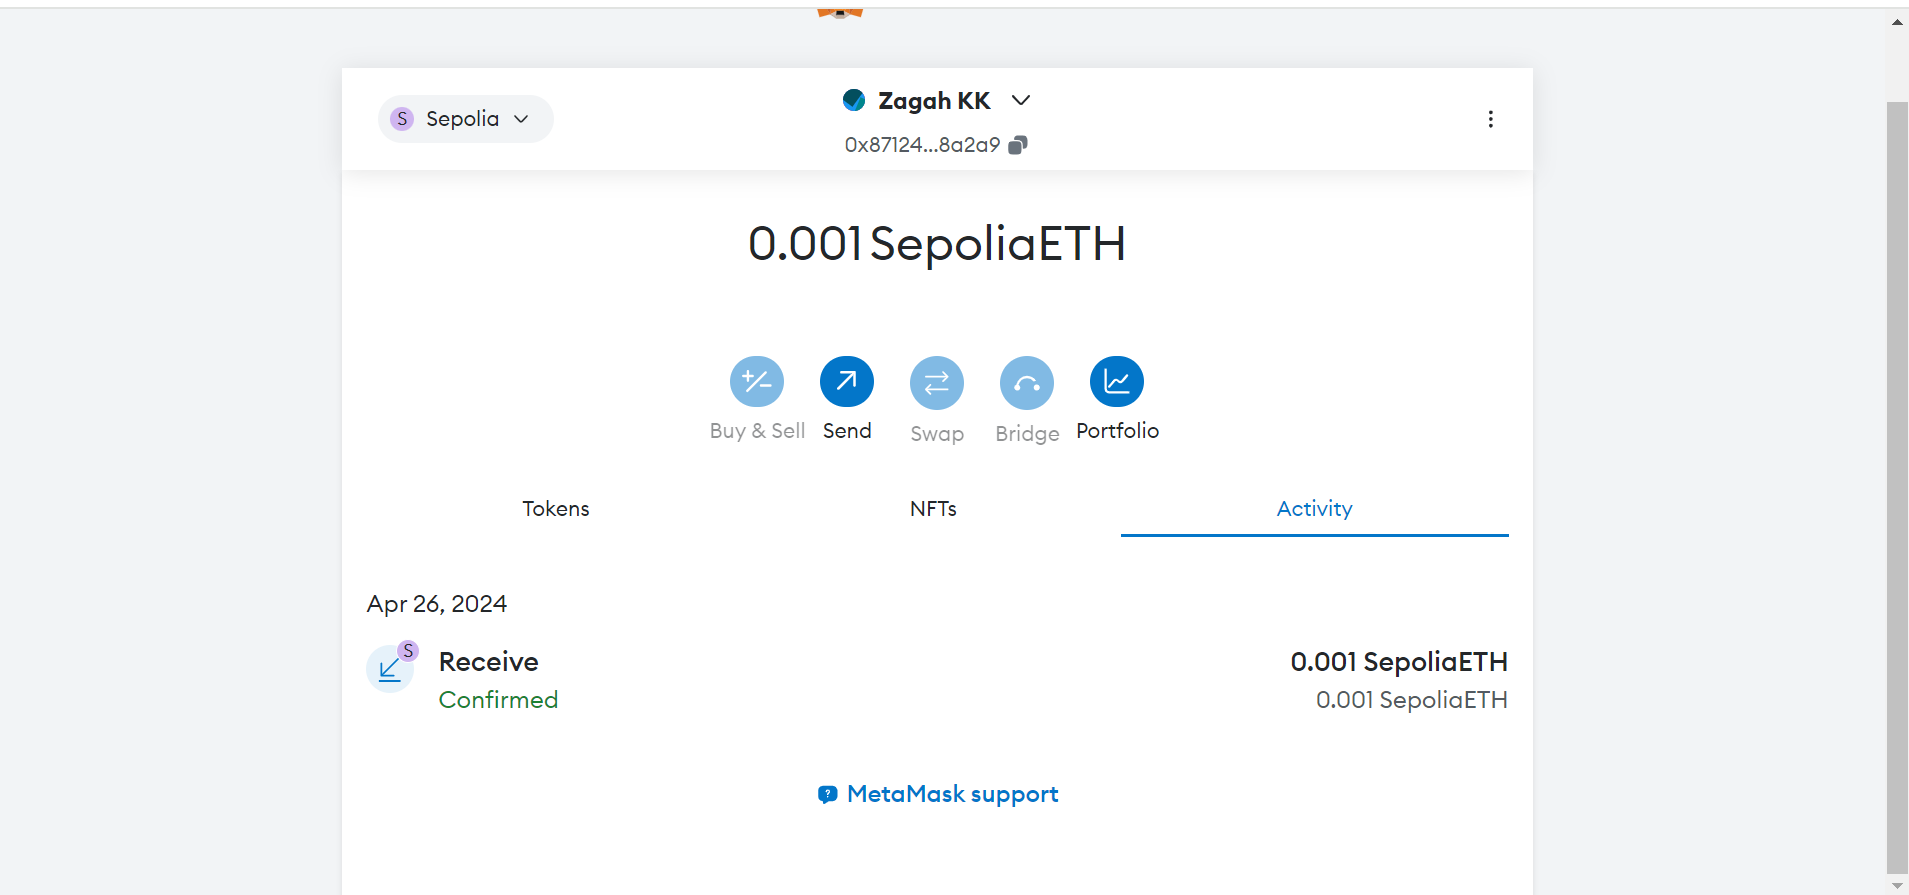 S Sepolia
Zagah KK
0x87124...8a2a9
0.001 SepoliaETH
Buy & Sell Send Swap Bridge Portfolio
Tokens NFTs Activity
Apr 26, 2024
S
Receive 0.001 SepoliaETH
Confirmed 0.001 SepoliaETH
? MetaMask support